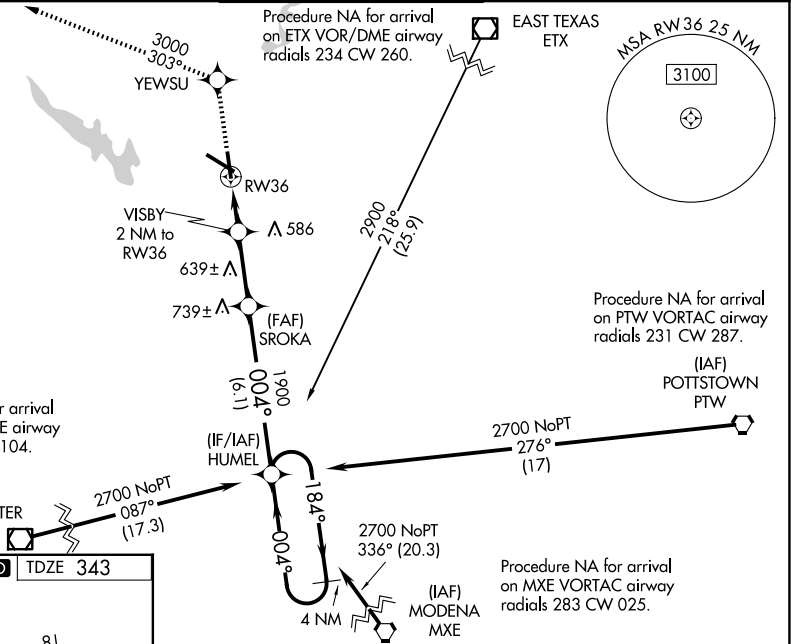 Procedure NA for arrival
on ETX VOR/DME airway
radials 234 CW 260.
EAST TEXAS
ETX
MSA RW36 25 NM
3100
3000
303°
YEWSU
RW36
VISBY
2 NM to
RW36
586
639±
739±
(FAF)
SROKA
2900
218°
(25.9)
1900
004°
(6.1)
Procedure NA for arrival
on PTW VORTAC airway
radials 231 CW 287.
(IAF)
POTTSTOWN
PTW
r arrival
E airway
104.
(IF/IAF)
HUMEL
2700 NoPT
276°
(17)
2700 NoPT
087°
(17.3)
TER
184°
004°
2700 NoPT
336° (20.3)
4 NM
(IAF)
MODENA
MXE
Procedure NA for arrival
on MXE VORTAC airway
radials 283 CW 025.
TDZE 343